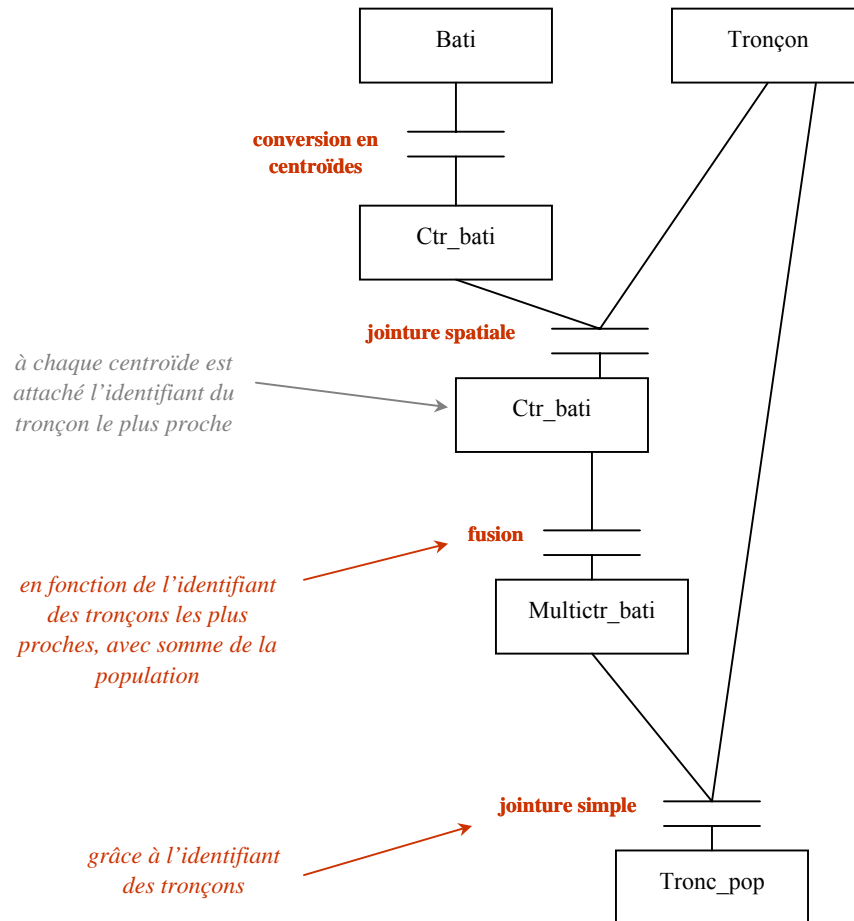 Bati
Tronçon
conversion en
centroïdes
Ctr_bati
jointure spatiale
à chaque centroïde est
attaché l’identifiant du
tronçon le plus proche
Ctr_bati
fusion
en fonction de l’identifiant
des tronçons les plus
proches, avec somme de la
population
Multictr_bati
jointure simple
grâce à l’identifiant
des tronçons
Tronc_pop